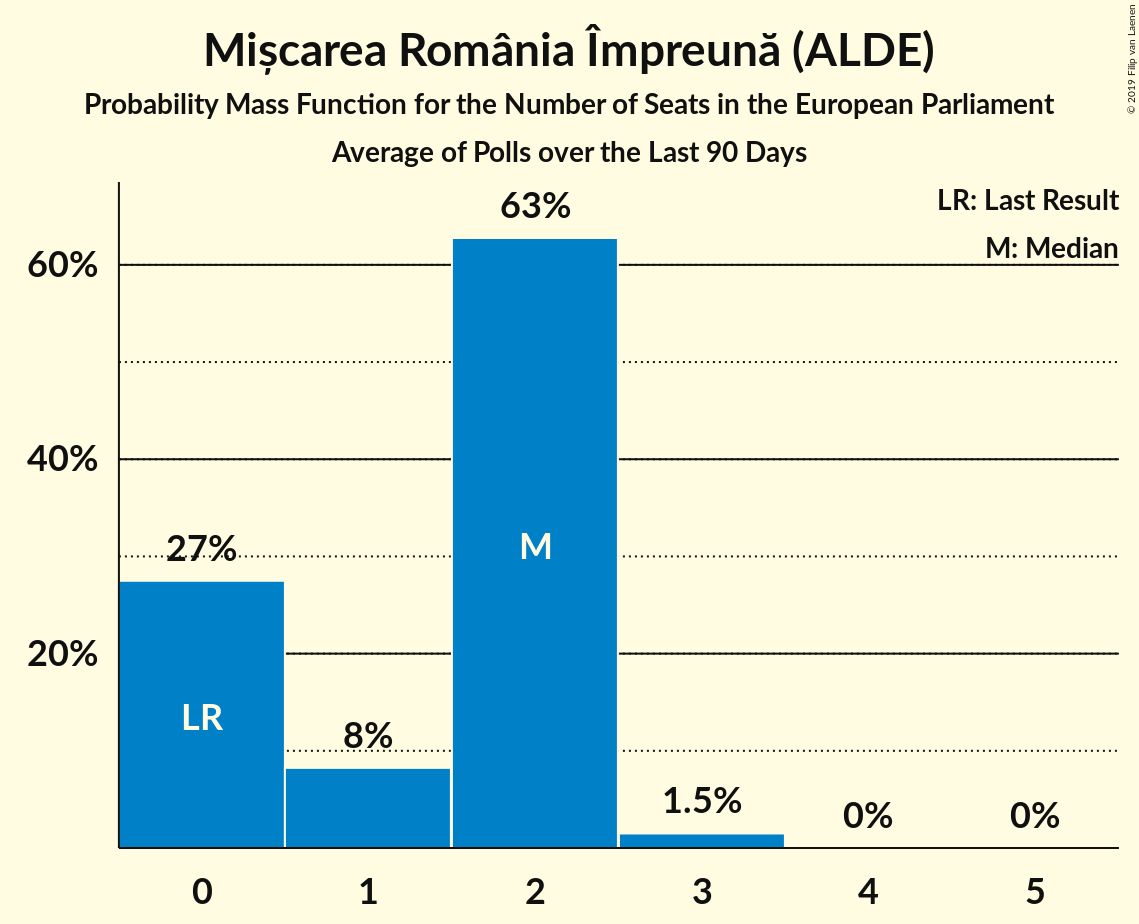 Mișcarea România Împreună (ALDE)
Probability Mass Function for the Number of Seats in the European Parliament
Average of Polls over the Last 90 Days
© 2019 Filip van Laenen
LR: Last Result
M: Median
63%
60%
40%
27%
M
20%
LR
8%
1.5%
0%
0%
0 1 2 3 4 5